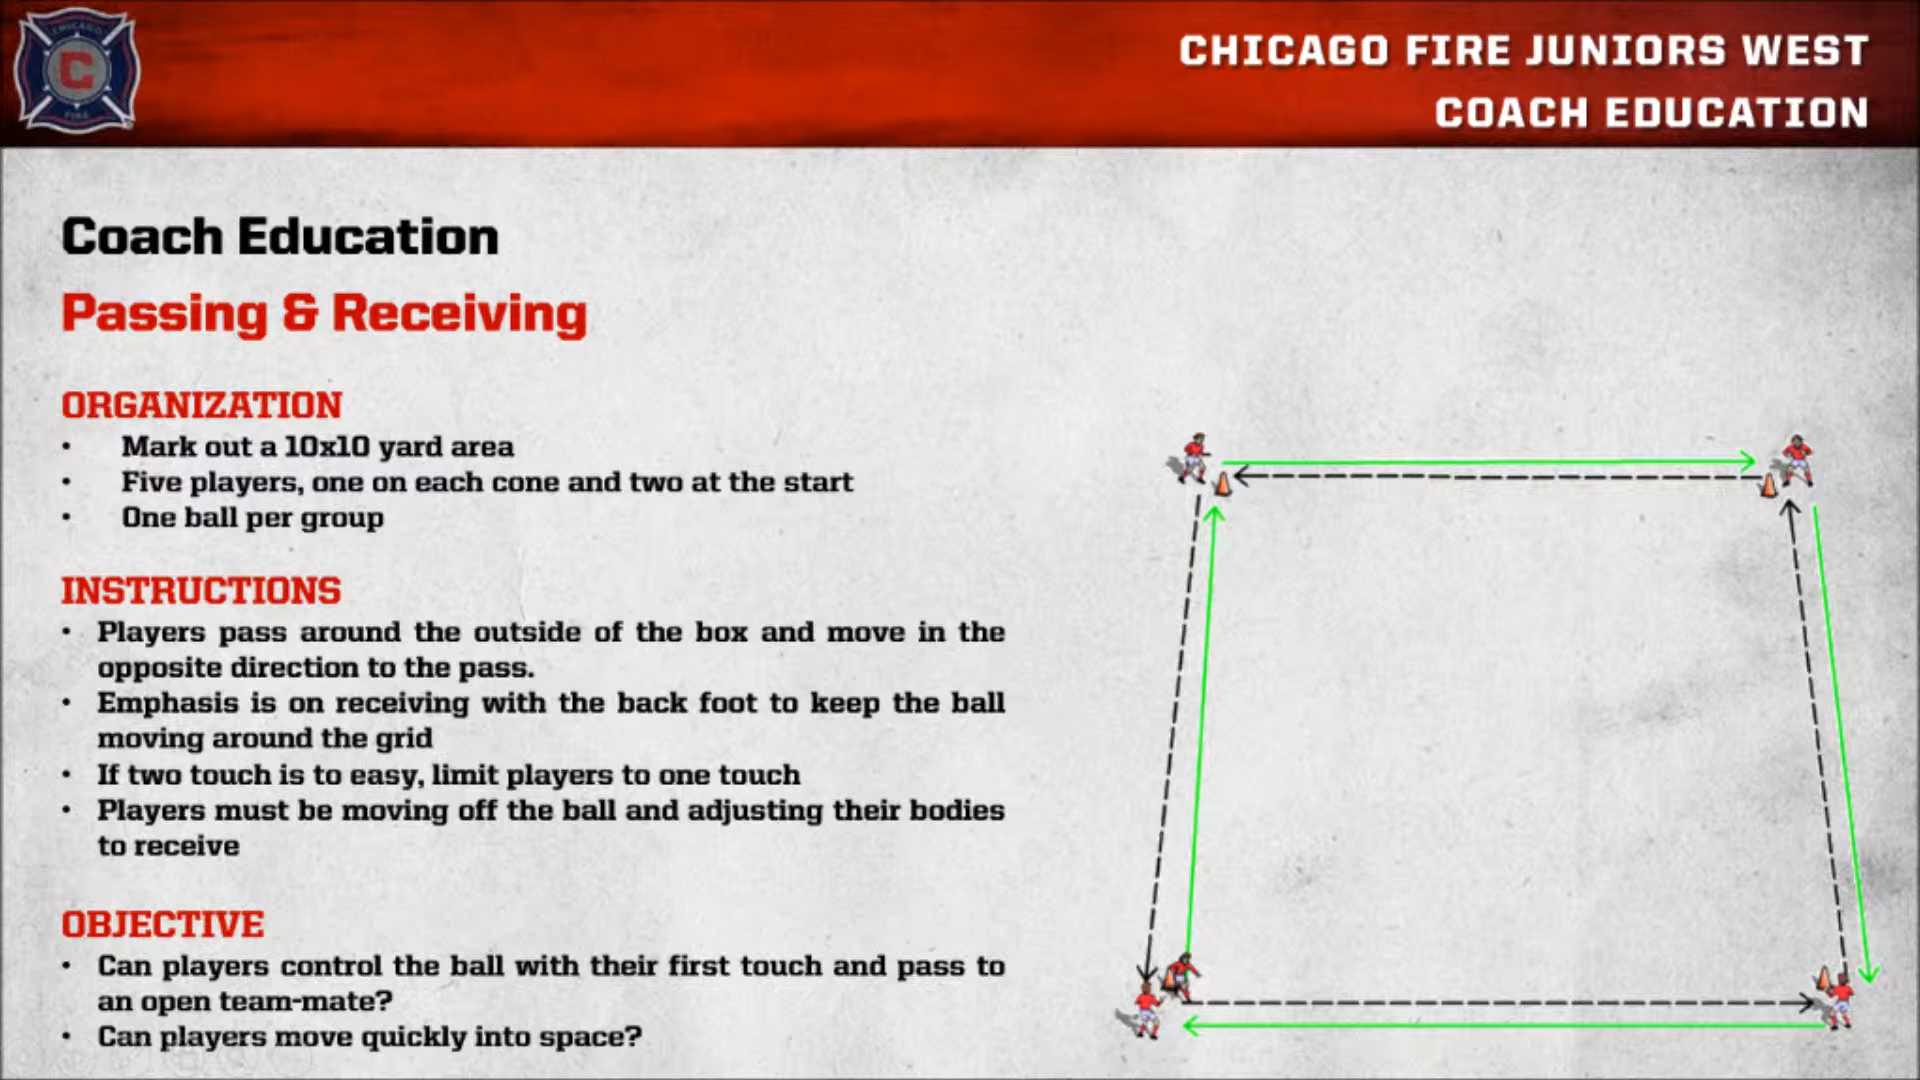 CHICAGO FIRE JUNIORS WEST
COACH EDUCATION
CHICAGO
C
FIRE
Coach Education
Passing & Receiving
ORGANIZATION
• Mark out a 10x10 yard area
• Five players, one on each cone and two at the start
• One ball per group
INSTRUCTIONS
• Players pass around the outside of the box and move in the
opposite direction to the pass.
• Emphasis is on receiving with the back foot to keep the ball
moving around the grid
• If two touch is to easy, limit players to one touch
• Players must be moving off the ball and adjusting their bodies
to receive
OBJECTIVE
• Can players control the ball with their first touch and pass to
an open team-mate?
• Can players move quickly into space?